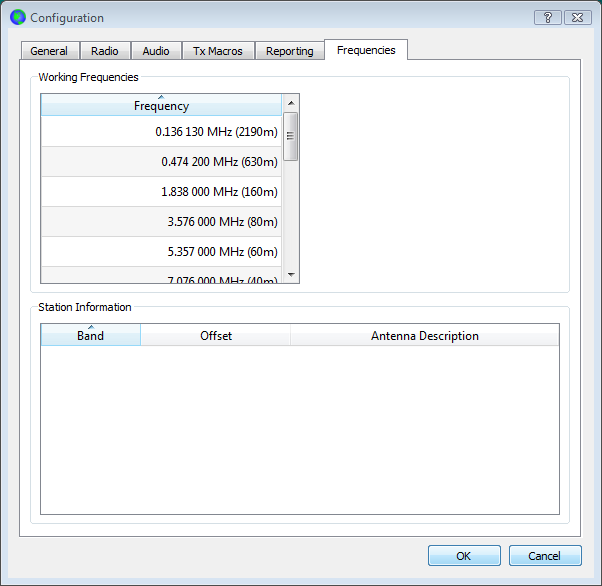 Configuration
General Radio Audio Tx Macros Reporting Frequencies
Working Frequencies
Frequency
0.136 130 MHz (2190m)
0.474 200 MHz (630m)
1.838 000 MHz (160m)
3.576 000 MHz (80m)
5.357 000 MHz (60m)
7.076 000 MHz (40m)
Station Information
Band Offset Antenna Description
OK Cancel